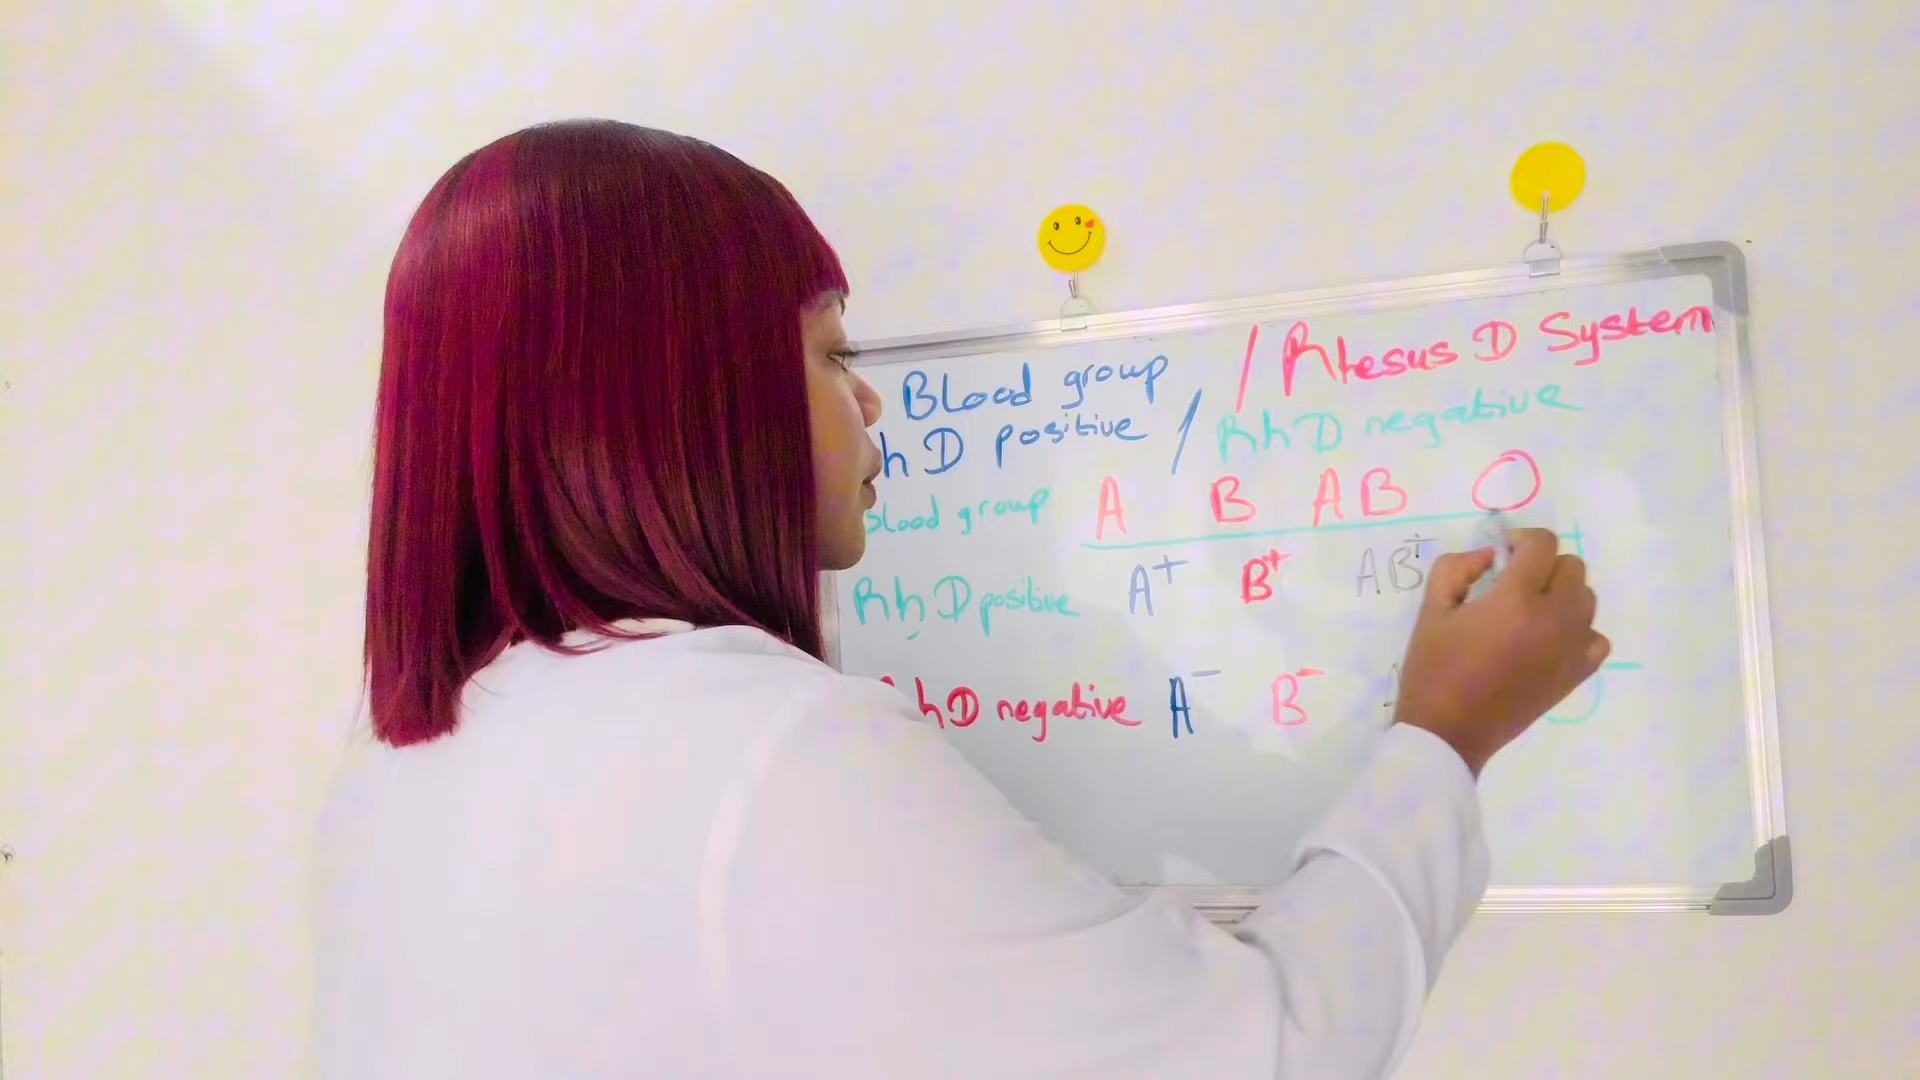 Blood group / Rhesus D System
hD positive / RhD negative
Blood group A B AB O
RhD positive A+ B+ AB+ +
hD negative A- B- -